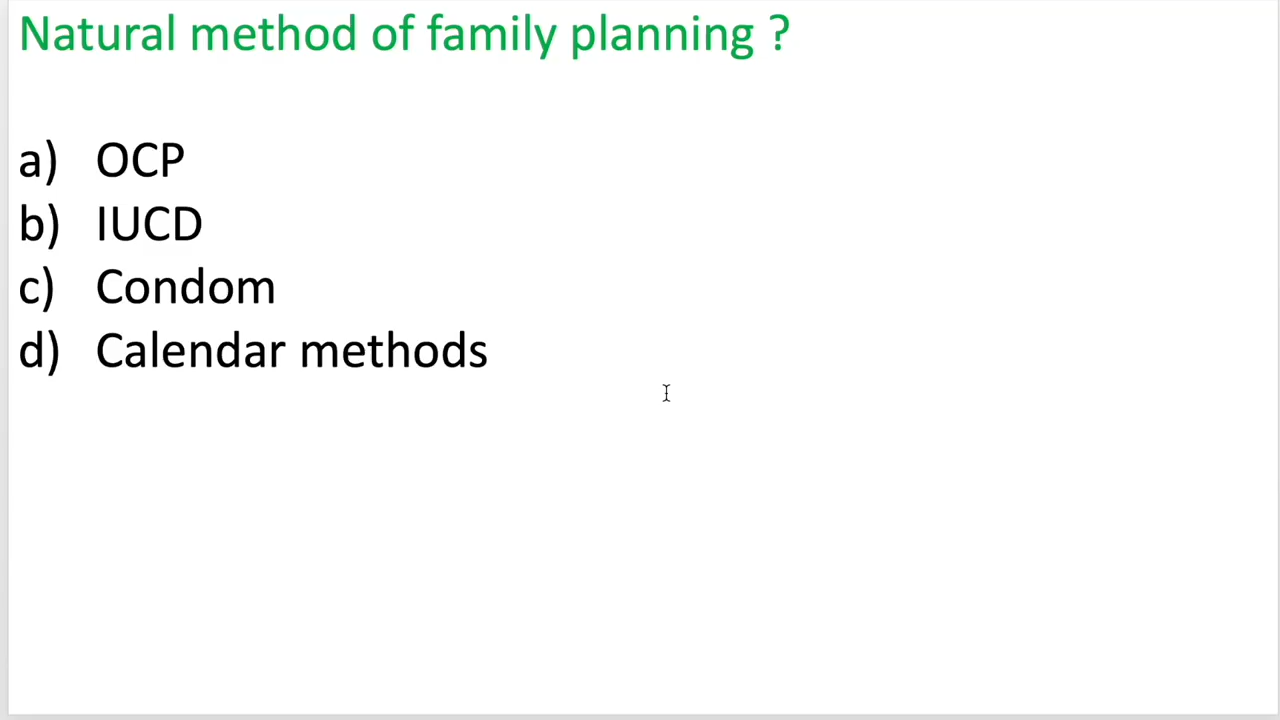 Natural method of family planning ?
a) OCP
b) IUCD
c) Condom
d) Calendar methods